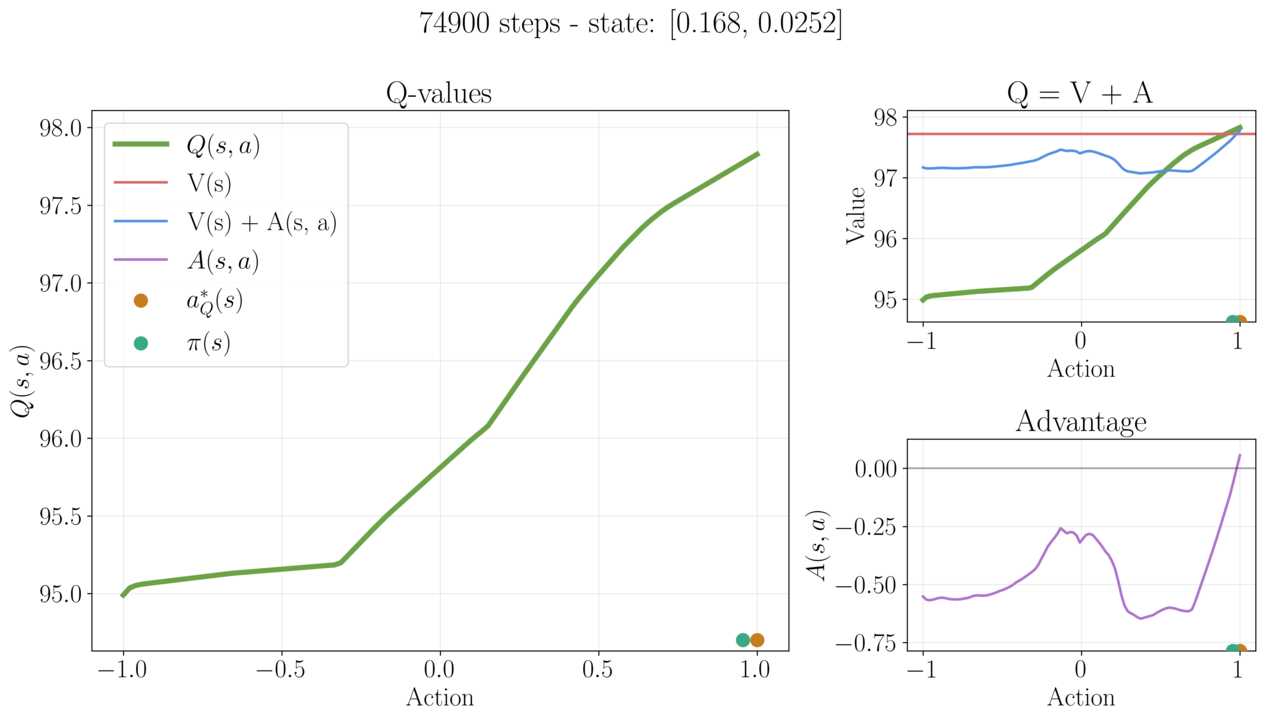 74900 steps - state: [0.168, 0.0252]
Q-values
98.0
97.5
97.0
96.5
96.0
95.5
95.0
Q(s, a)
−1.0
−0.5
0.0
0.5
1.0
Action
Q(s, a)
V(s)
V(s) + A(s, a)
A(s, a)
a*Q(s)
π(s)
Q = V + A
98
97
96
95
Value
−1
0
1
Action
Advantage
0.00
−0.25
−0.50
−0.75
A(s, a)
−1
0
1
Action